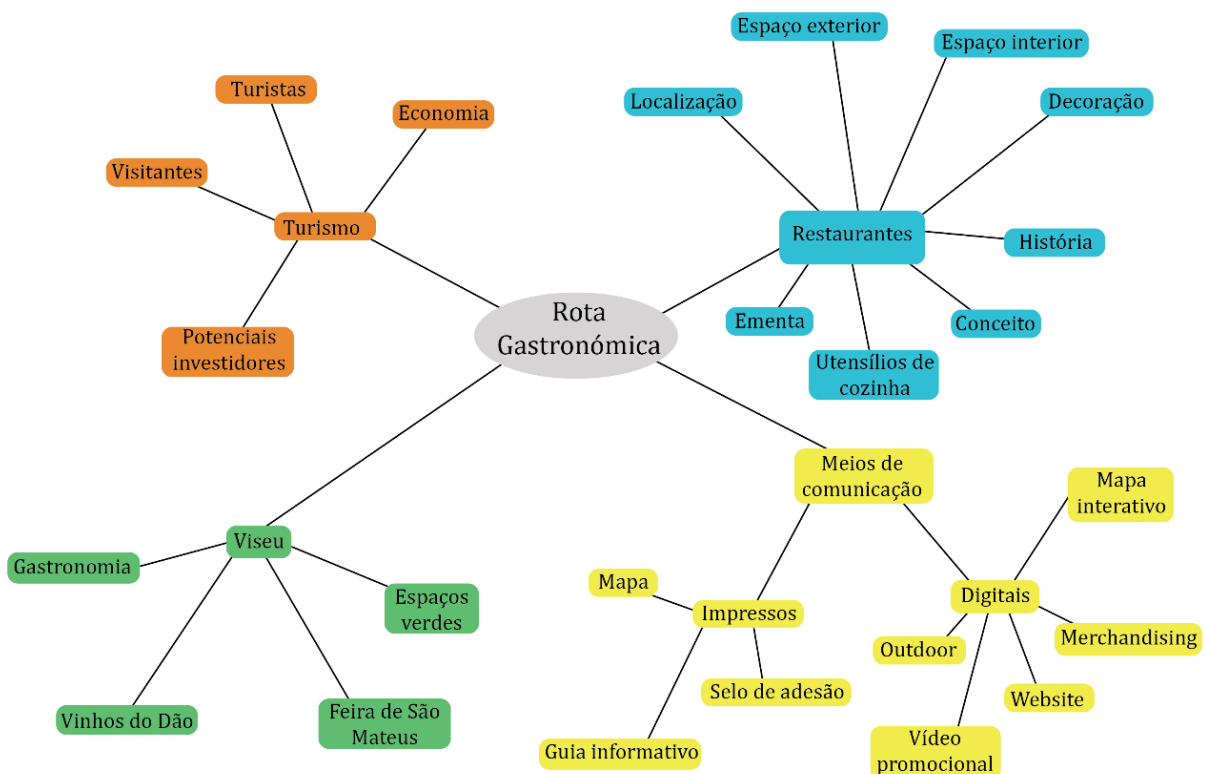 Rota
Gastronómica
Turismo
Turistas
Economia
Visitantes
Potenciais
investidores
Restaurantes
Espaço exterior
Espaço interior
Localização
Decoração
História
Conceito
Utensílios de
cozinha
Ementa
Viseu
Gastronomia
Vinhos do Dão
Feira de São
Mateus
Espaços
verdes
Meios de
comunicação
Impressos
Mapa
Selo de adesão
Guia informativo
Digitais
Mapa
interativo
Merchandising
Website
Outdoor
Vídeo
promocional